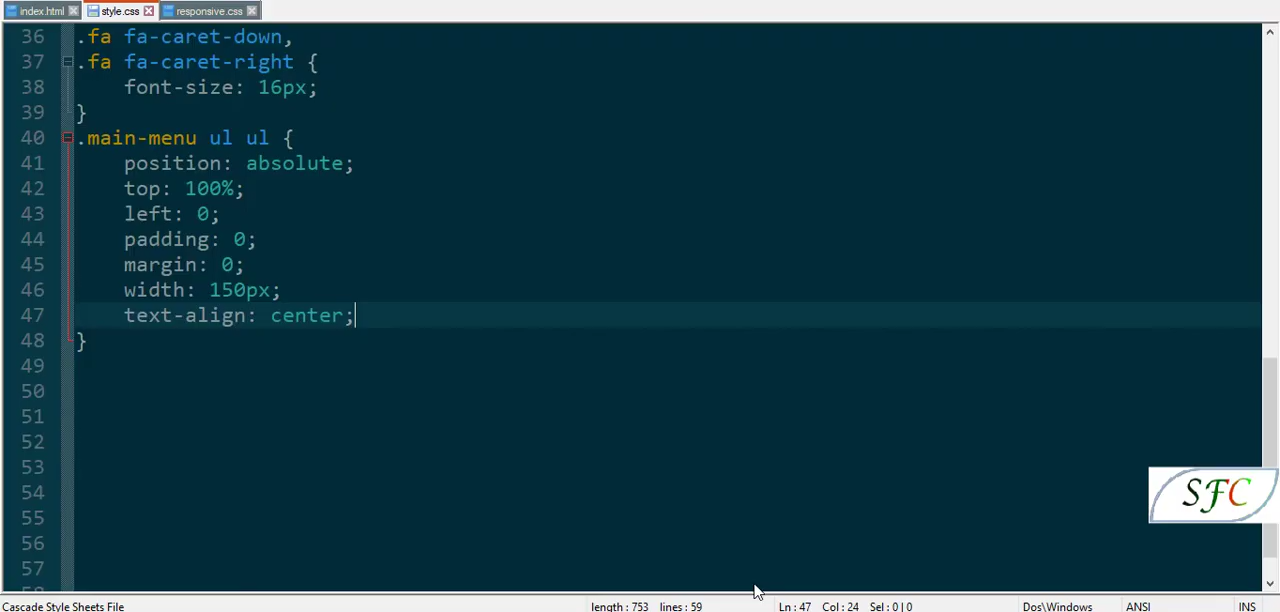 index.html
style.css
responsive.css
36 .fa fa-caret-down,
37 .fa fa-caret-right {
38 font-size: 16px;
39 }
40 .main-menu ul ul {
41 position: absolute;
42 top: 100%;
43 left: 0;
44 padding: 0;
45 margin: 0;
46 width: 150px;
47 text-align: center;
48 }
49
50
51
52
53
54
55
56
57
SFC
Cascade Style Sheets File length : 753 lines : 59 Ln : 47 Col : 24 Sel : 0 | 0 Dos\Windows ANSI INS